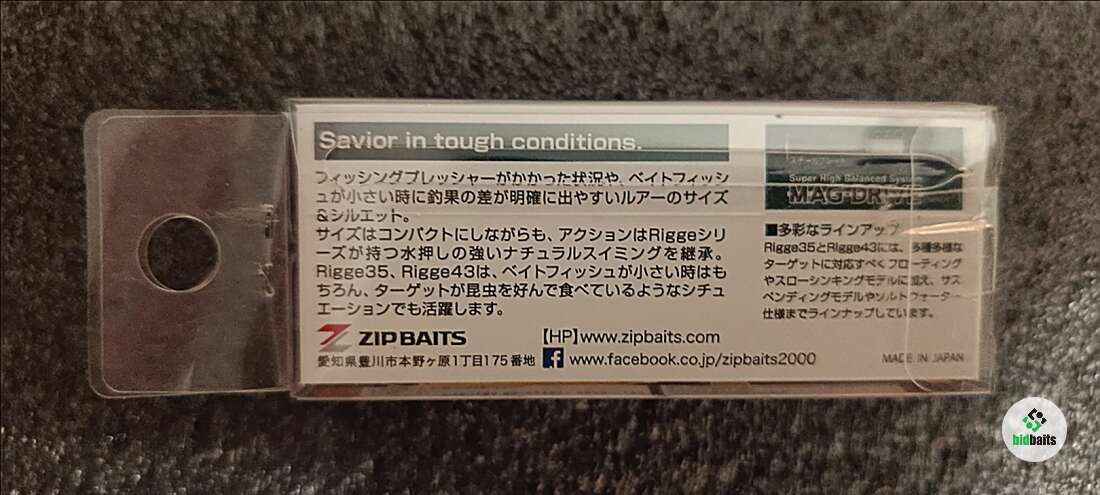 Savior in tough conditions.
フィッシングプレッシャーがかかった状況や、ベイトフィッシ
ュが小さい時に釣果の差が明確に出やすいルアーのサイズ
&シルエット。
サイズはコンパクトにしながらも、アクションはRiggeシリ
ーズが持つ水押しの強いナチュラルスイミングを継承。
Rigge35、Rigge43は、ベイトフィッシュが小さい時はも
ちろん、ターゲットが昆虫を好んで食べているようなシチュ
エーションでも活躍します。
ZIPBAITS
【HP】www.zipbaits.com
愛知県豊川市本野ヶ原1丁目175番地
www.facebook.co.jp/zipbaits2000
スチールプレート
Super High Balanced System
MAG-DRIVE
■多彩なラインアップ
Rigge35とRigge43には、多種多様な
ターゲットに対応すべくフローティング
やスローシンキングモデルに加え、サス
ペンディングモデルやソルトウォーター
仕様までラインナップしています。
MADE IN JAPAN
bidbaits